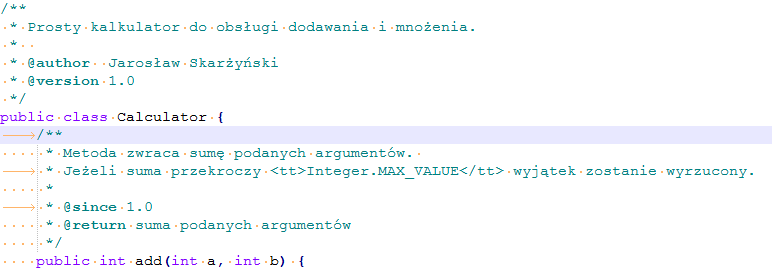 /**
 * Prosty kalkulator do obsługi dodawania i mnożenia.
 *
 * @author  Jarosław Skarżyński
 * @version 1.0
 */
public class Calculator {
    /**
     * Metoda zwraca sumę podanych argumentów.
     * Jeżeli suma przekroczy <tt>Integer.MAX_VALUE</tt> wyjątek zostanie wyrzucony.
     *
     * @since 1.0
     * @return suma podanych argumentów
     */
    public int add(int a, int b) {